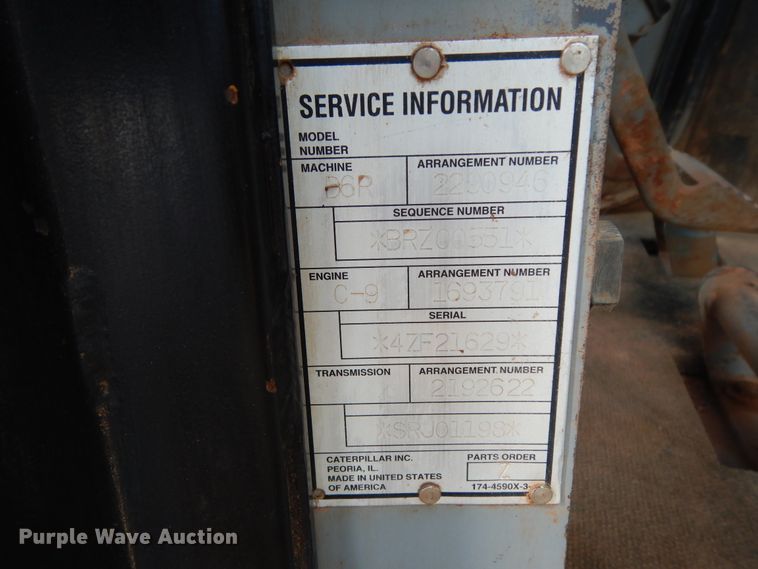 SERVICE INFORMATION
MODEL
NUMBER
MACHINE ARRANGEMENT NUMBER
D6R
SEQUENCE NUMBER
ENGINE ARRANGEMENT NUMBER
C-9 1693791
SERIAL
*4ZF21629*
TRANSMISSION ARRANGEMENT NUMBER
2192622
*SRJ01198*
CATERPILLAR INC. PARTS ORDER
PEORIA, IL. Z
MADE IN UNITED STATES
OF AMERICA 174-4590X-3
Purple Wave Auction